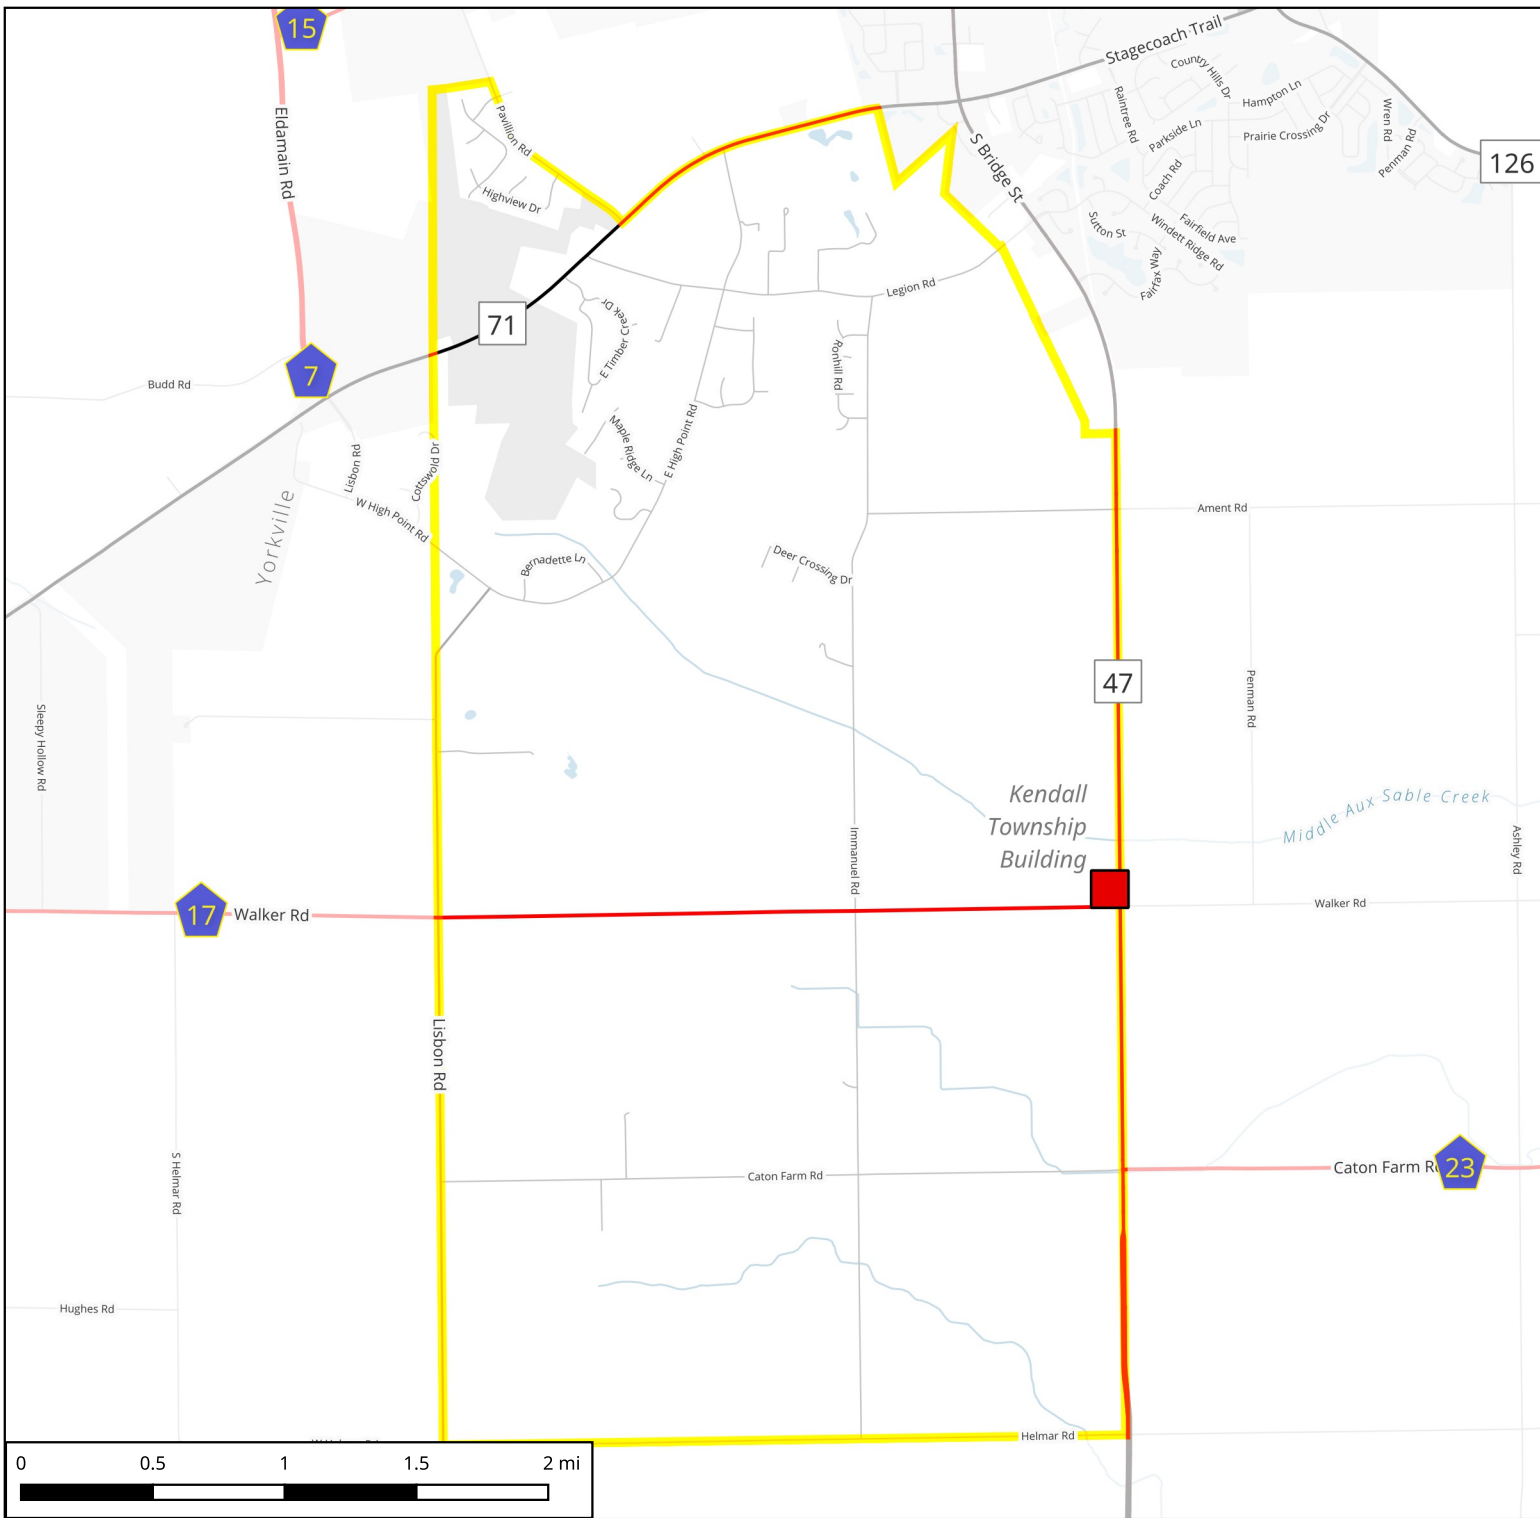 15
Stagecoach Trail
Country Hills Dr
Hampton Ln
Raintree Rd
Parkside Ln
Prairie Crossing Dr
Wren Rd
Penman Rd
126
Eldamain Rd
Pavillion Rd
S Bridge St
Coach Rd
Highview Dr
Sutton St
Fairfield Ave
Windett Ridge Rd
Fairfax Way
Legion Rd
71
E Timber Creek Dr
Ronhill Rd
7
Budd Rd
Lisbon Rd
Cottswold Dr
Maple Ridge Ln
E High Point Rd
W High Point Rd
Yorkville
Ament Rd
Bernadette Ln
Deer Crossing Dr
47
Penman Rd
Sleepy Hollow Rd
Kendall
Township
Building
Middle Aux Sable Creek
Immanuel Rd
Ashley Rd
17
Walker Rd
Walker Rd
Lisbon Rd
S Helmar Rd
Caton Farm Rd
Caton Farm
23
Hughes Rd
Helmar Rd
0 0.5 1 1.5 2 mi